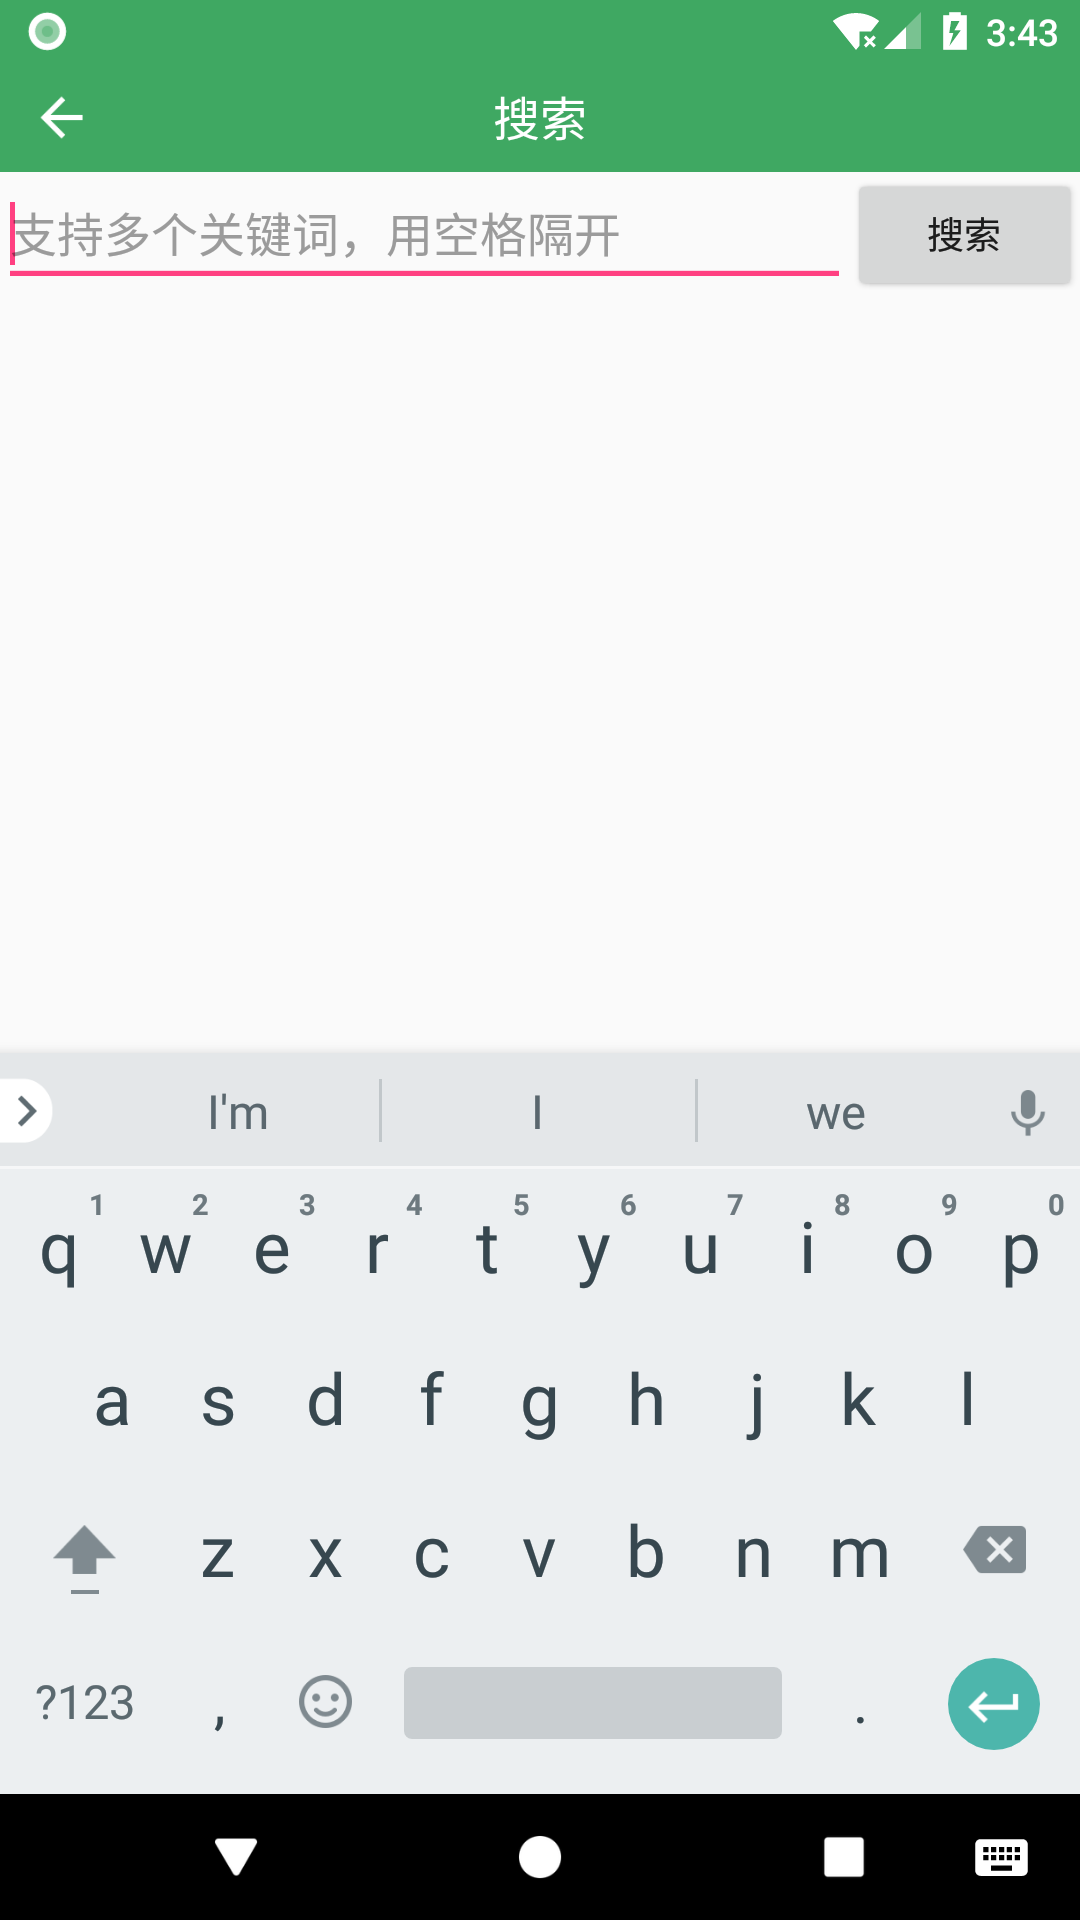 3:43
搜索
支持多个关键词，用空格隔开
搜索
I'm
I
we
1 2 3 4 5 6 7 8 9 0
q w e r t y u i o p
a s d f g h j k l
z x c v b n m
?123 , .